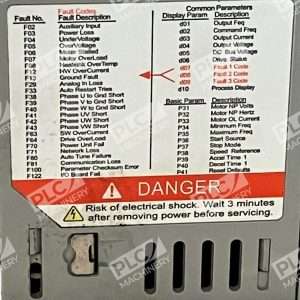 Fault Codes
Fault No. Fault Description
F02 Auxiliary Input
F03 Power Loss
F04 UnderVoltage
F05 OverVoltage
F06 Motor Stalled
F07 Motor OverLoad
F08 Heatsink OverTemp
F12 HW OverCurrent
F13 Ground Fault
F29 Analog In Loss
F33 Auto Restart Tries
F38 Phase U to Gnd Short
F39 Phase V to Gnd Short
F40 Phase W to Gnd Short
F41 Phase UV Short
F42 Phase UW Short
F43 Phase VW Short
F63 SW OverCurrent
F64 Drive OverLoad
F70 Power Unit Fail
F71 Network Loss
F80 Auto Tune Failure
F81 Communication Loss
F100 Parameter Checksum Error
F122 I/O Board Fail
Common Parameters
Display Param Description
d01 Output Freq
d02 Command Freq
d03 Output Current
d04 Output Voltage
d05 DC Bus Voltage
d06 Drive Status
d07 Fault 1 Code
d08 Fault 2 Code
d09 Fault 3 Code
d10 Process Display
Basic Param Description
P31 Motor NP Volts
P32 Motor NP Hertz
P33 Motor OL Current
P34 Minimum Freq
P35 Maximum Freq
P36 Start Source
P37 Stop Mode
P38 Speed Reference
P39 Accel Time 1
P40 Decel Time 1
P41 Reset Defaults
DANGER
Risk of electrical shock. Wait 3 minutes
after removing power before servicing.
PLC
MACHINERY